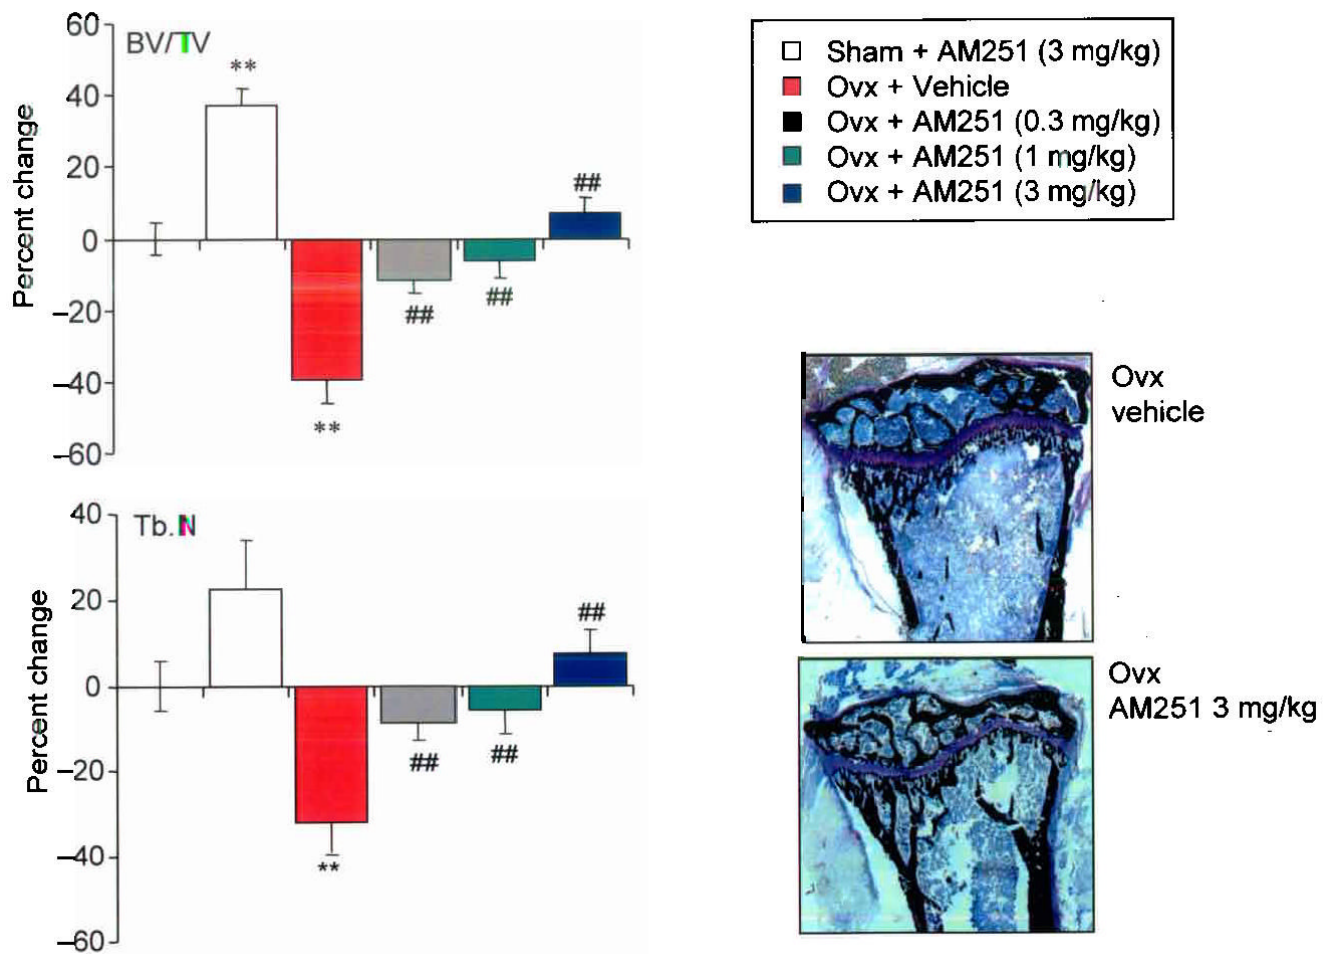 BV/TV
60
40
20
0
–20
–40
–60
Percent change
**
**
##
##
##
Sham + AM251 (3 mg/kg)
Ovx + Vehicle
Ovx + AM251 (0.3 mg/kg)
Ovx + AM251 (1 mg/kg)
Ovx + AM251 (3 mg/kg)
Tb.N
40
20
0
–20
–40
–60
Percent change
**
##
##
##
Ovx
vehicle
Ovx
AM251 3 mg/kg